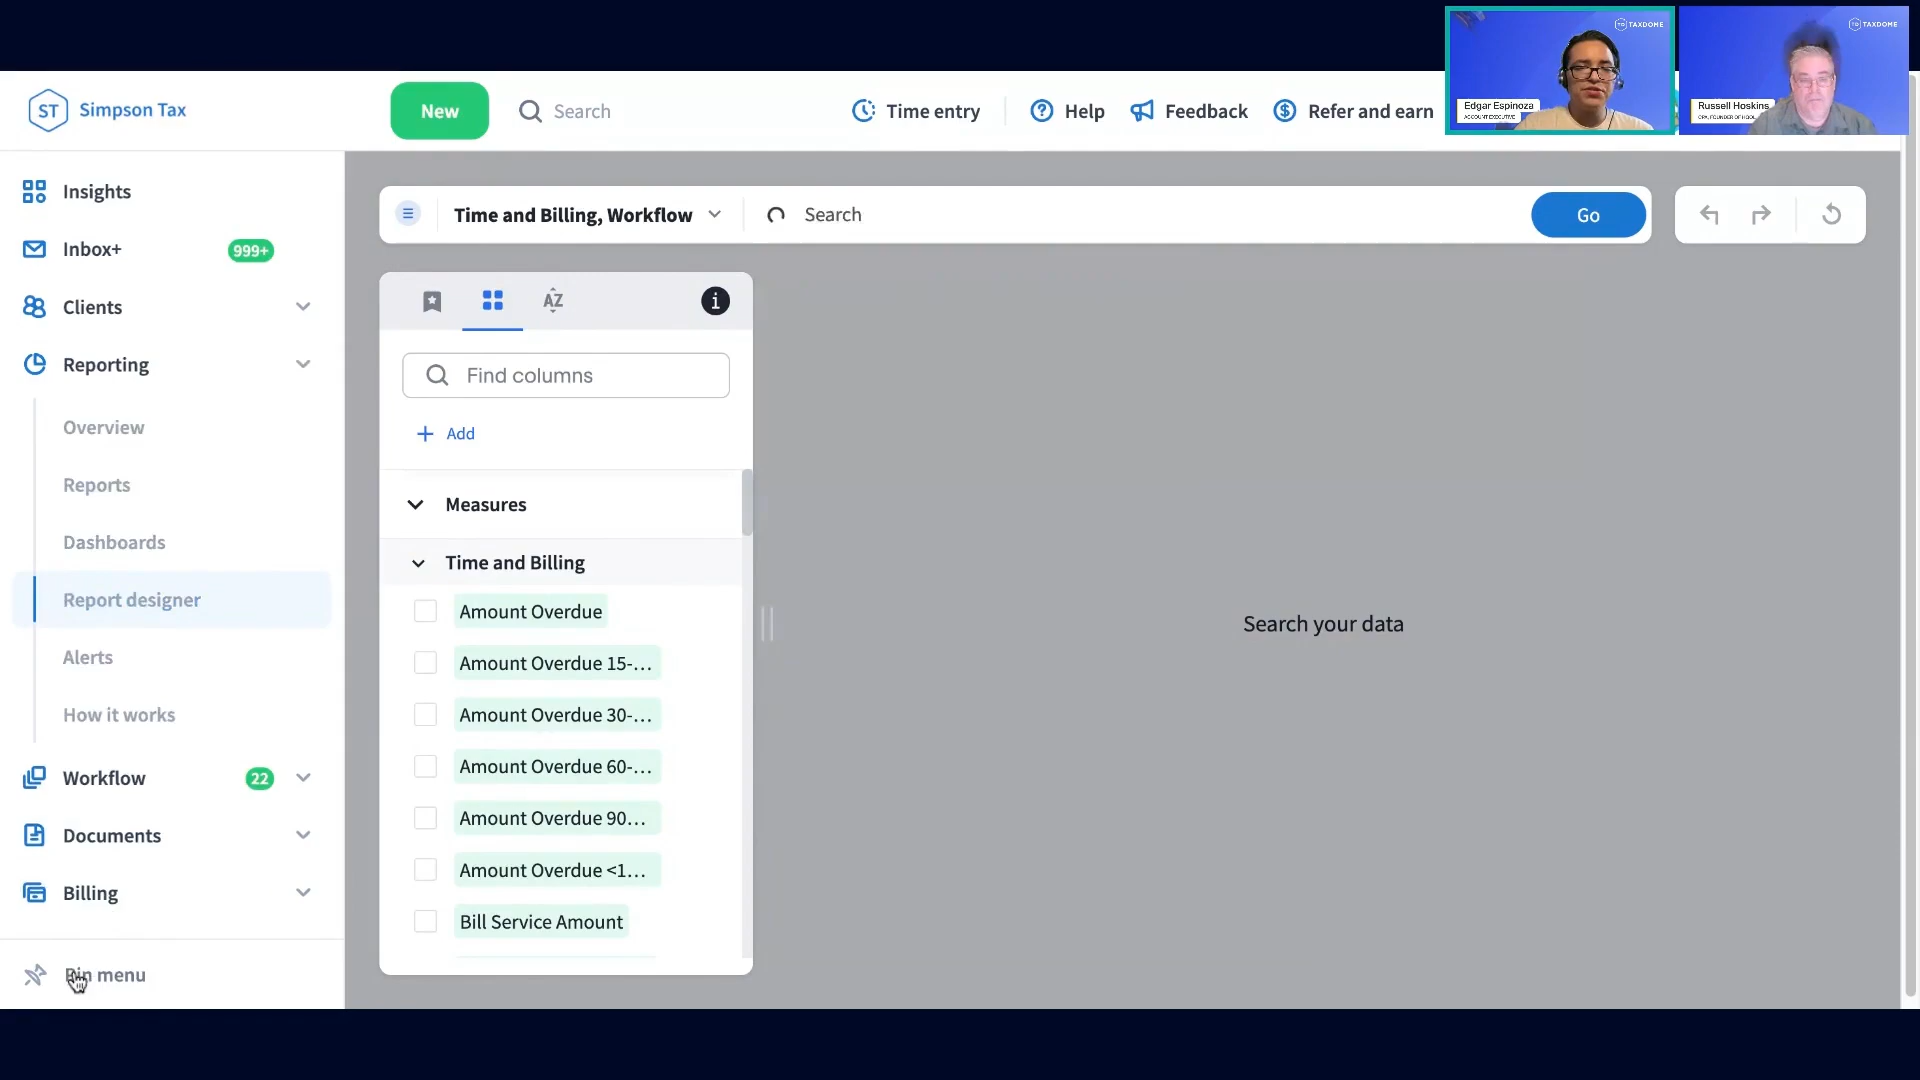 TAXDOME
TAXDOME
Edgar Espinoza
ACCOUNT EXECUTIVE
Russell Hoskins
ST
Simpson Tax
New
Search
Time entry
Help
Feedback
Refer and earn
Insights
Inbox+
999+
Clients
Reporting
Overview
Reports
Dashboards
Report designer
Alerts
How it works
Workflow
22
Documents
Billing
Pin menu
Time and Billing, Workflow
Search
Go
AZ
i
Find columns
+ Add
Measures
Time and Billing
Amount Overdue
Amount Overdue 15-...
Amount Overdue 30-...
Amount Overdue 60-...
Amount Overdue 90...
Amount Overdue <1...
Bill Service Amount
Search your data